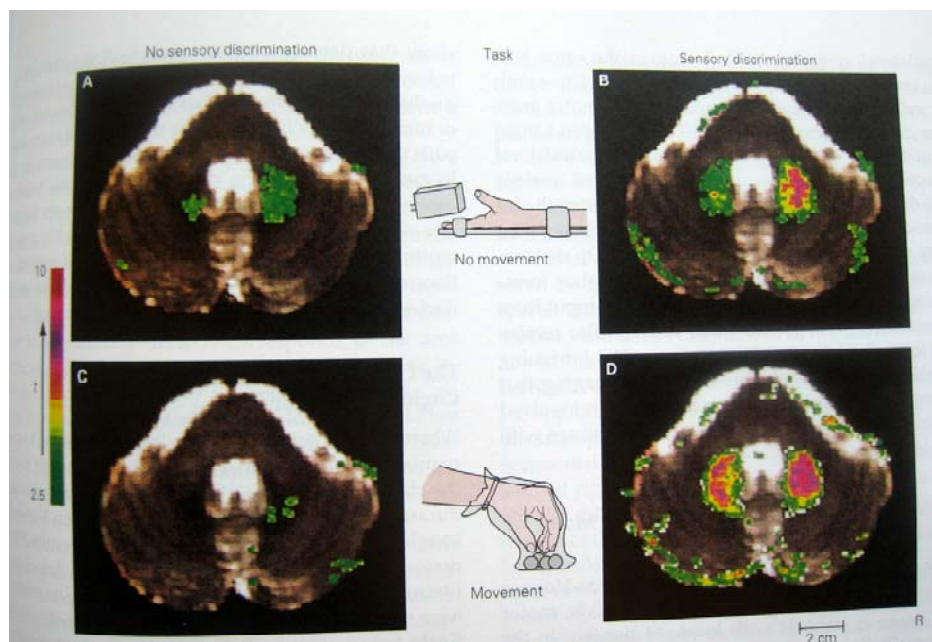 No sensory discrimination
Task
Sensory discrimination
A
B
No movement
10
t
2.5
C
D
Movement
R
2 cm